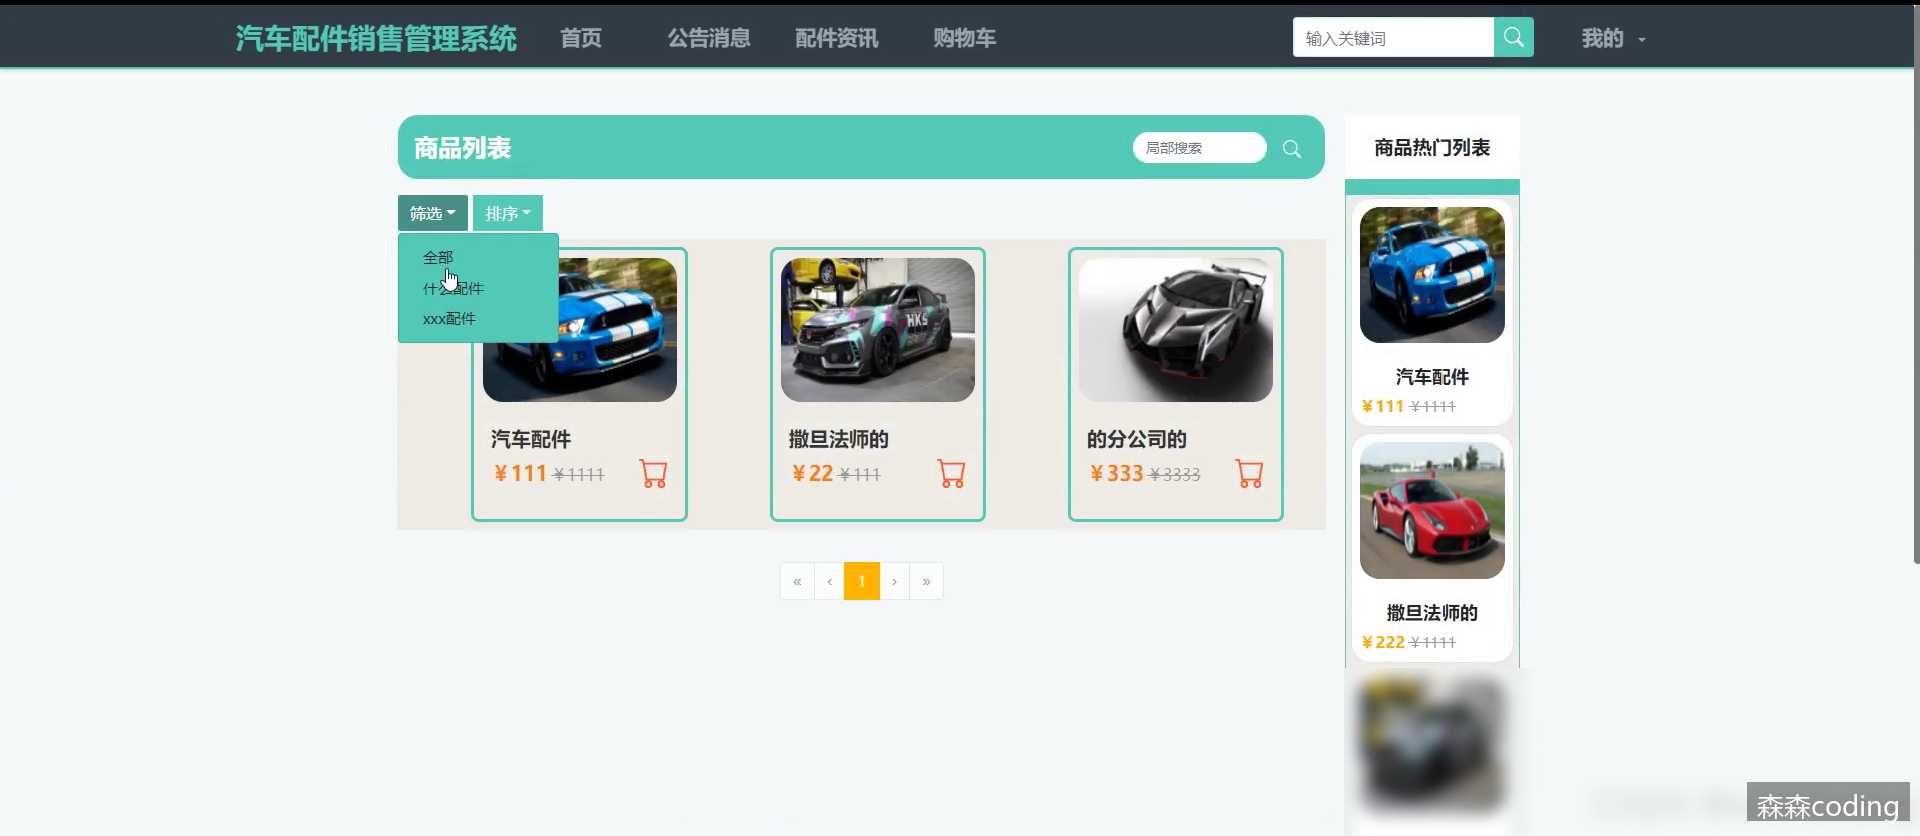 汽车配件销售管理系统 首页 公告消息 配件资讯 购物车 输入关键词 我的
商品列表 局部搜索
筛选 排序
全部
什么配件
xxx配件
HKS
汽车配件 撒旦法师的 的分公司的
¥111 ¥1111 ¥22 ¥111 ¥333 ¥3333
« ‹ 1 › »
商品热门列表
汽车配件
¥111 ¥1111
撒旦法师的
¥222 ¥1111
森森coding